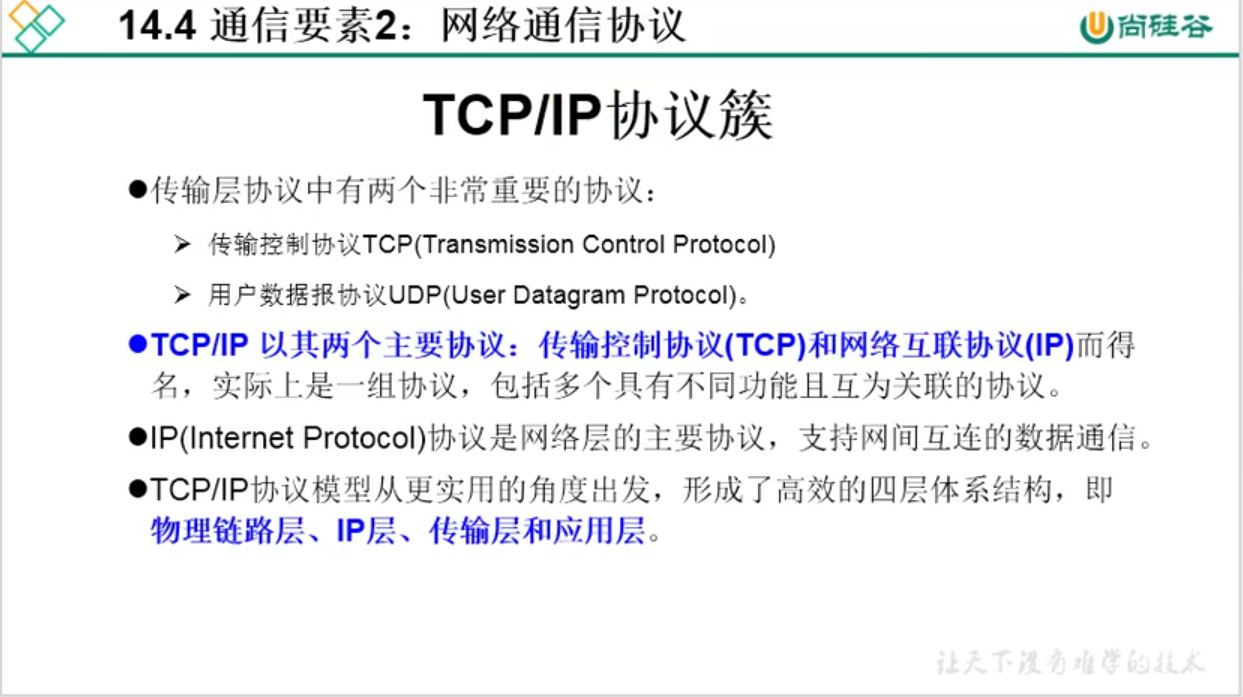 14.4 通信要素2：网络通信协议
尚硅谷
TCP/IP协议簇
●传输层协议中有两个非常重要的协议：
➢ 传输控制协议TCP(Transmission Control Protocol)
➢ 用户数据报协议UDP(User Datagram Protocol)。
●TCP/IP 以其两个主要协议：传输控制协议(TCP)和网络互联协议(IP)而得
名，实际上是一组协议，包括多个具有不同功能且互为关联的协议。
●IP(Internet Protocol)协议是网络层的主要协议，支持网间互连的数据通信。
●TCP/IP协议模型从更实用的角度出发，形成了高效的四层体系结构，即
物理链路层、IP层、传输层和应用层。
让天下没有难学的技术